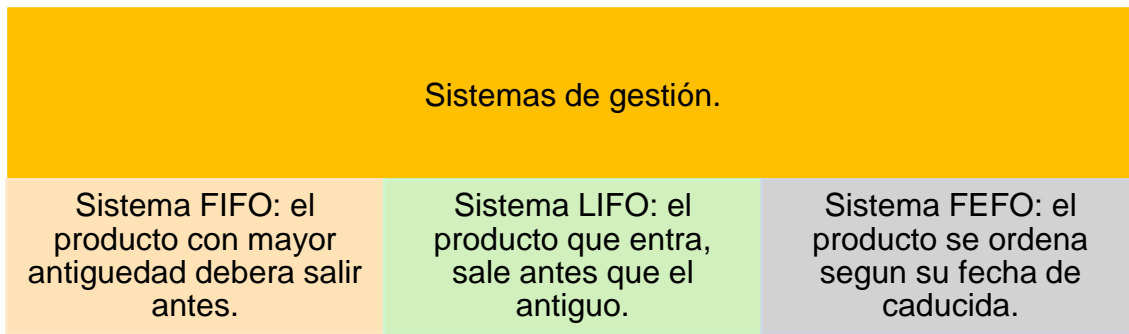 Sistemas de gestión.
Sistema FIFO: el
producto con mayor
antiguedad debera salir
antes.
Sistema LIFO: el
producto que entra,
sale antes que el
antiguo.
Sistema FEFO: el
producto se ordena
segun su fecha de
caducida.